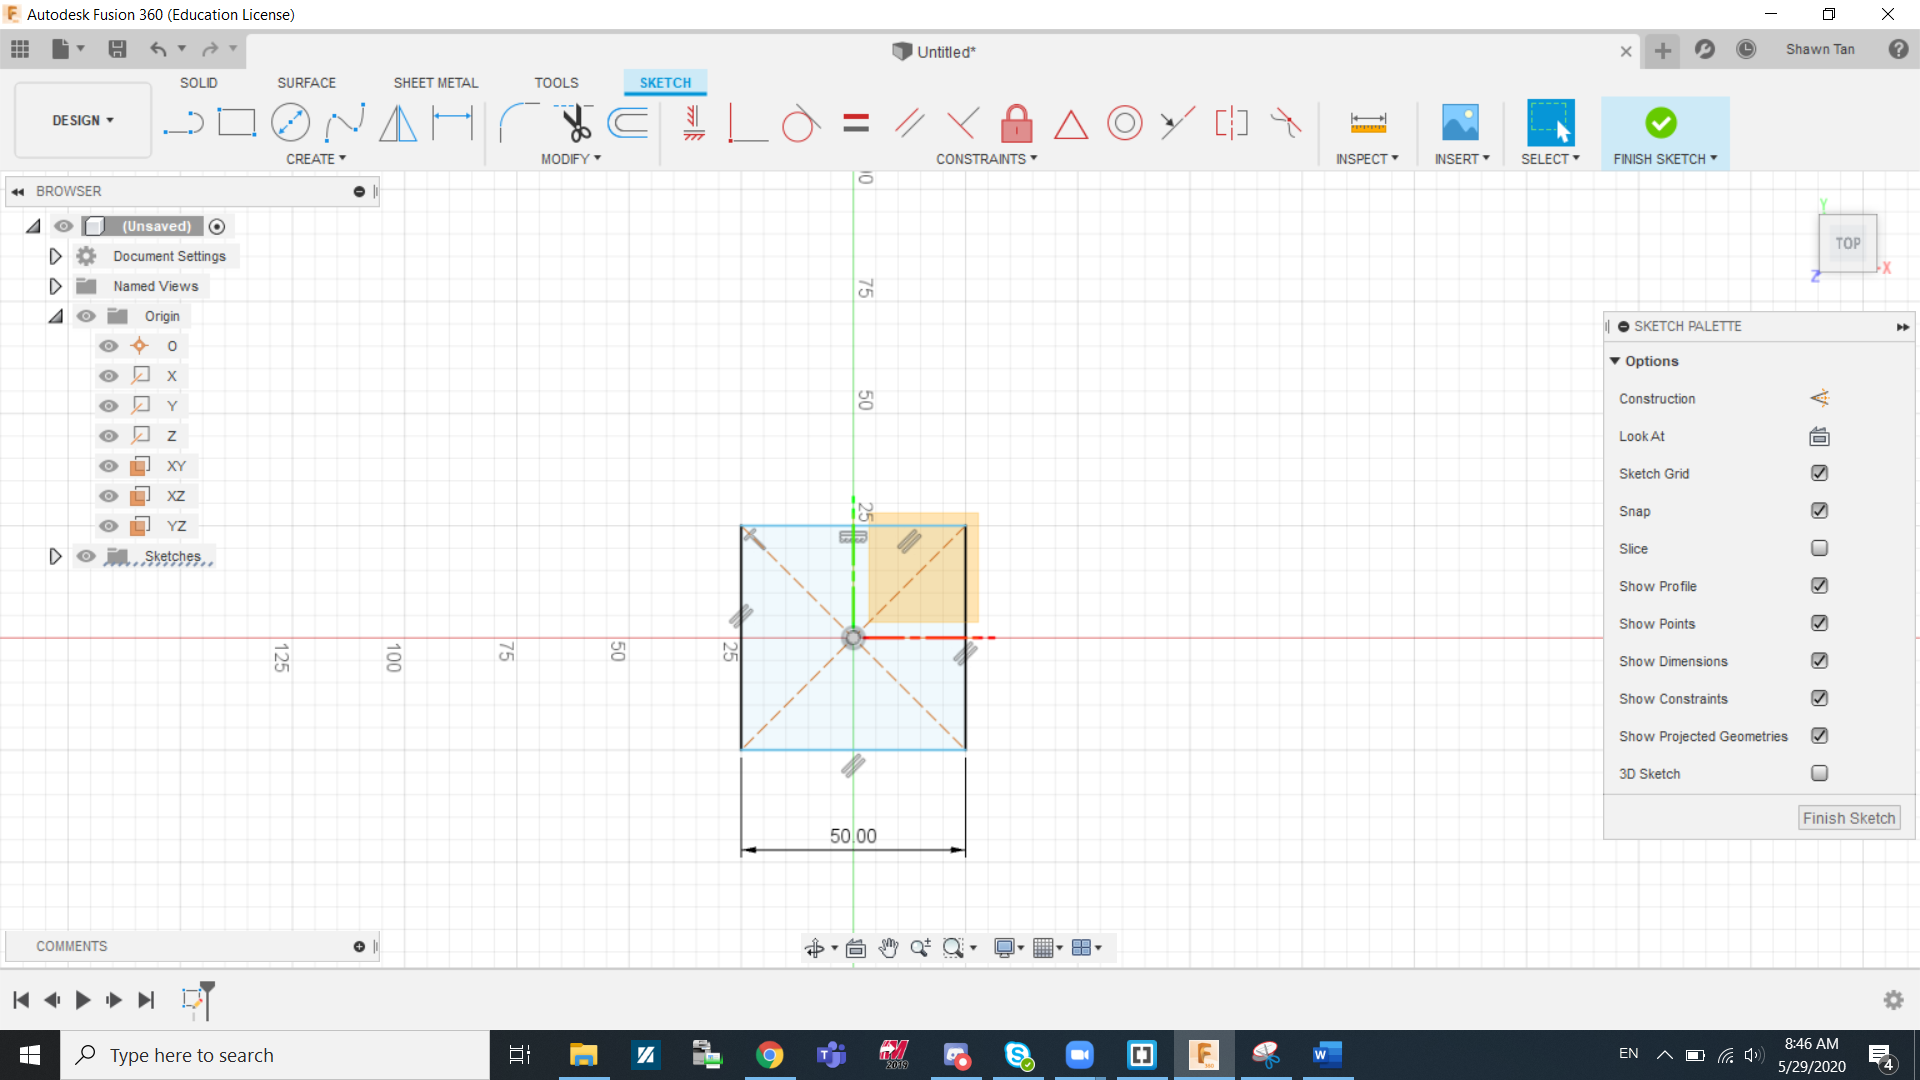 Autodesk Fusion 360 (Education License)
Untitled*
Shawn Tan
SOLID SURFACE SHEET METAL TOOLS SKETCH
DESIGN
CREATE MODIFY CONSTRAINTS INSPECT INSERT SELECT FINISH SKETCH
BROWSER
(Unsaved)
Document Settings
Named Views
Origin
O
X
Y
Z
XY
XZ
YZ
Sketches
00
75
50
25
125 100 75 50 25
50.00
Y
TOP
X
Z
SKETCH PALETTE
Options
Construction
Look At
Sketch Grid
Snap
Slice
Show Profile
Show Points
Show Dimensions
Show Constraints
Show Projected Geometries
3D Sketch
Finish Sketch
COMMENTS
Type here to search
2019
360
EN
8:46 AM
5/29/2020
4